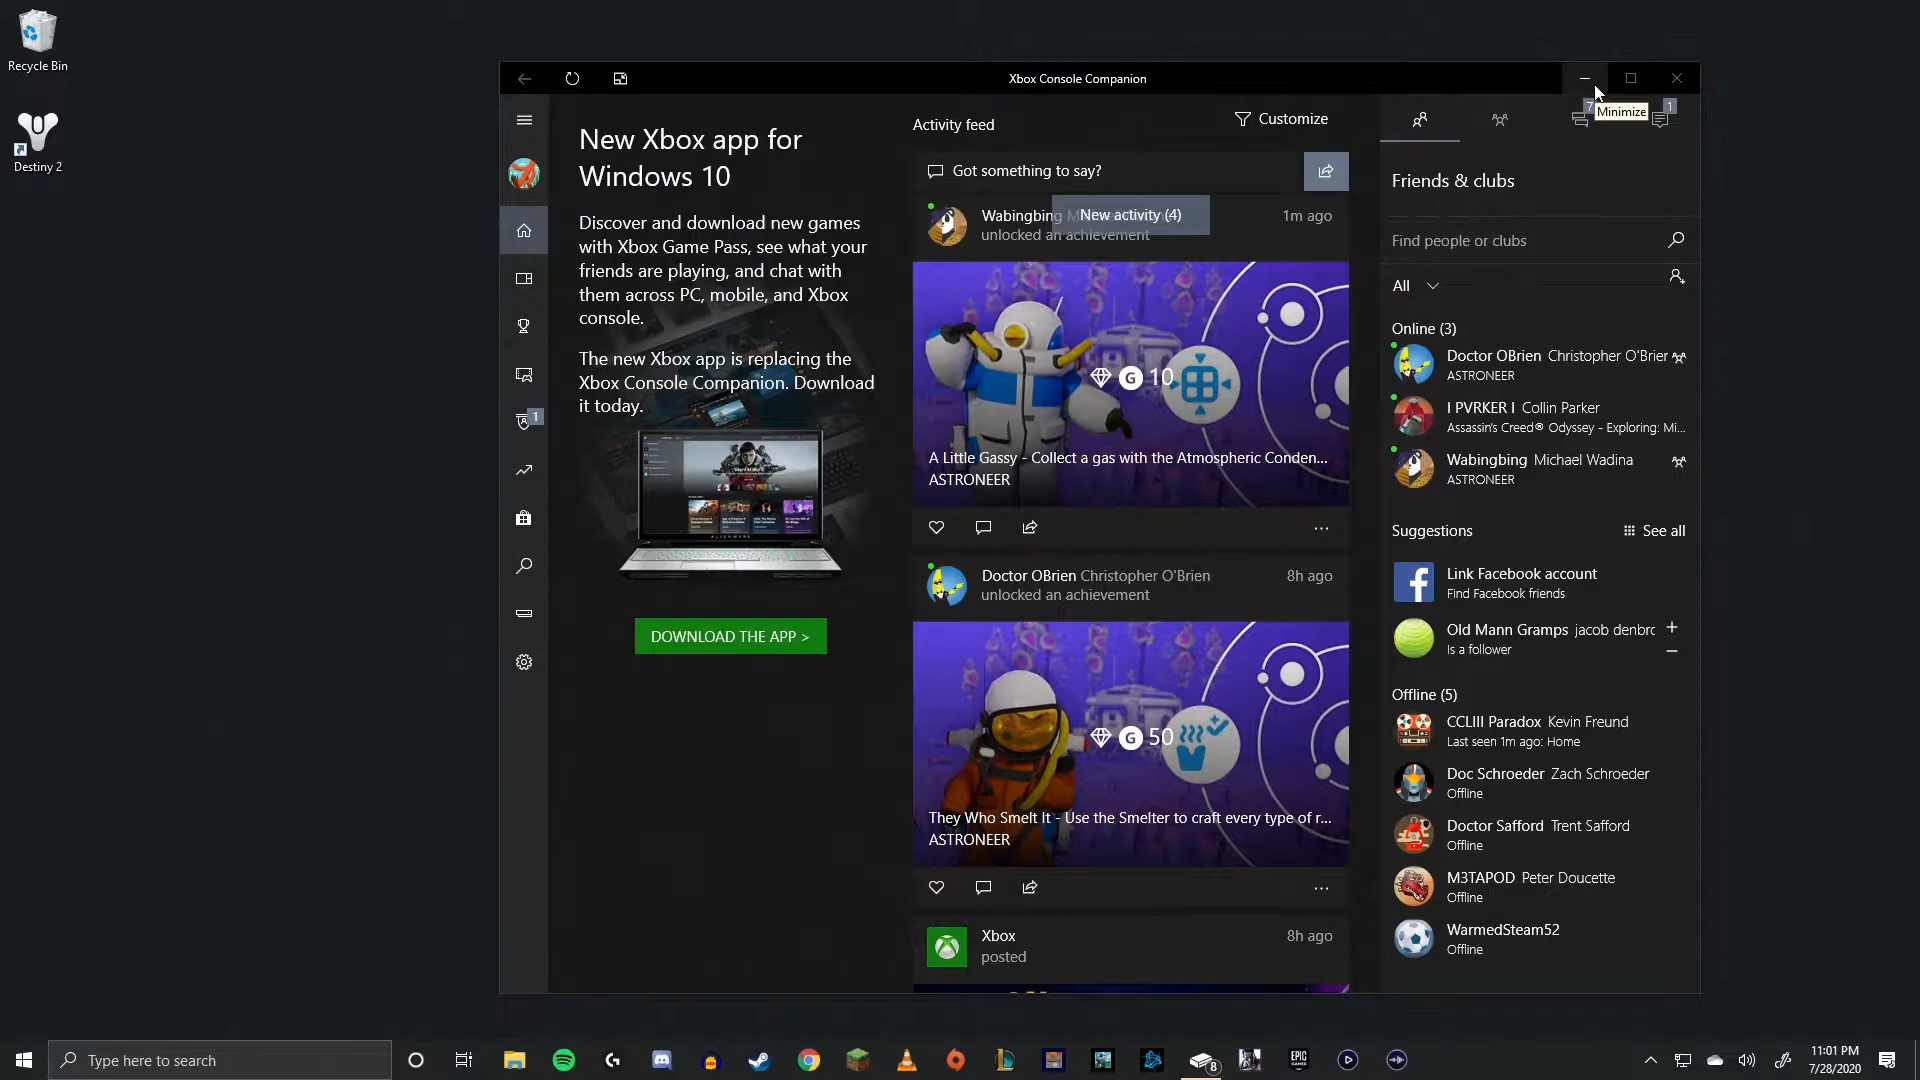 Recycle Bin
Destiny 2
Xbox Console Companion
Minimize
New Xbox app for
Windows 10
Discover and download new games
with Xbox Game Pass, see what your
friends are playing, and chat with
them across PC, mobile, and Xbox
console.
The new Xbox app is replacing the
Xbox Console Companion. Download
it today.
ALIENWARE
DOWNLOAD THE APP >
1
Activity feed
Customize
Got something to say?
New activity (4)
Wabingbing
1m ago
unlocked an achievement
G 10
A Little Gassy - Collect a gas with the Atmospheric Conden...
ASTRONEER
Doctor OBrien Christopher O'Brien
8h ago
unlocked an achievement
G 50
They Who Smelt It - Use the Smelter to craft every type of r...
ASTRONEER
Xbox
8h ago
posted
7
1
Friends & clubs
Find people or clubs
All
Online (3)
Doctor OBrien Christopher O'Brier
ASTRONEER
I PVRKER I Collin Parker
Assassin's Creed® Odyssey - Exploring: Mi...
Wabingbing Michael Wadina
ASTRONEER
Suggestions
See all
Link Facebook account
Find Facebook friends
Old Mann Gramps jacob denbro
Is a follower
Offline (5)
CCLIII Paradox Kevin Freund
Last seen 1m ago: Home
Doc Schroeder Zach Schroeder
Offline
Doctor Safford Trent Safford
Offline
M3TAPOD Peter Doucette
Offline
WarmedSteam52
Offline
Type here to search
8
EPIC GAMES
11:01 PM
7/28/2020